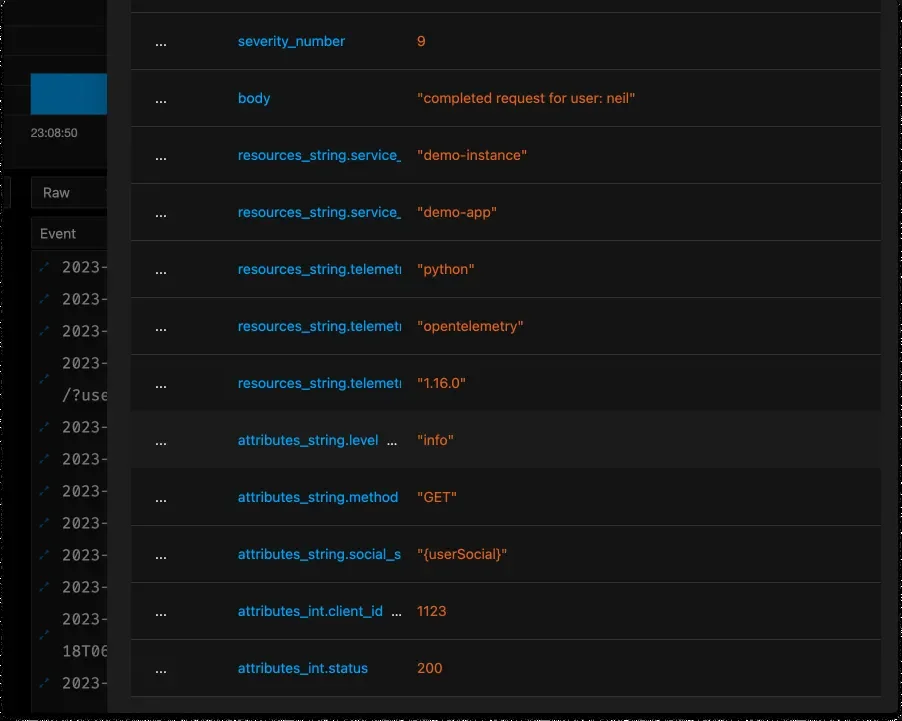 ... severity_number 9
... body "completed request for user: neil"
... resources_string.service_ "demo-instance"
... resources_string.service_ "demo-app"
... resources_string.telemet "python"
... resources_string.telemet "opentelemetry"
... resources_string.telemet "1.16.0"
... attributes_string.level ... "info"
... attributes_string.method "GET"
... attributes_string.social_s "{userSocial}"
... attributes_int.client_id ... 1123
... attributes_int.status 200
23:08:50
Raw
Event
2023-
2023-
2023-
2023-
/?use
2023-
2023-
2023-
2023-
2023-
2023-
2023-
18T06
2023-